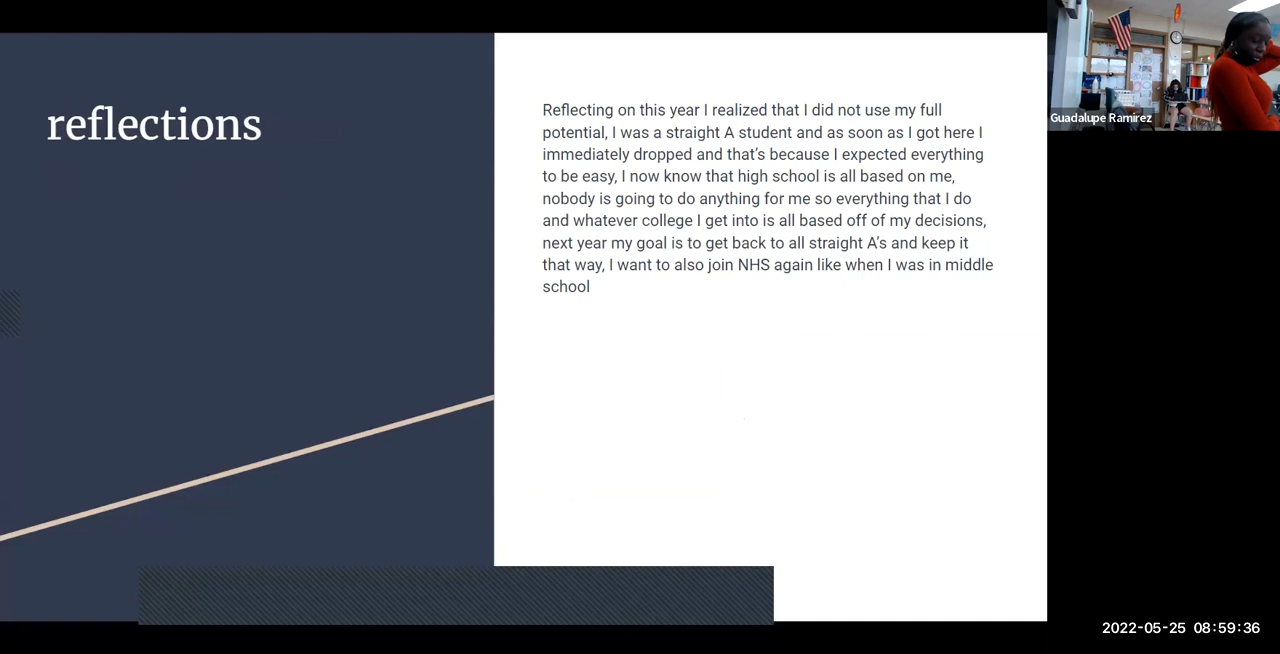 reflections
Reflecting on this year I realized that I did not use my full
potential, I was a straight A student and as soon as I got here I
immediately dropped and that's because I expected everything
to be easy, I now know that high school is all based on me,
nobody is going to do anything for me so everything that I do
and whatever college I get into is all based off of my decisions,
next year my goal is to get back to all straight A's and keep it
that way, I want to also join NHS again like when I was in middle
school
Guadalupe Ramirez
2022-05-25 08:59:36